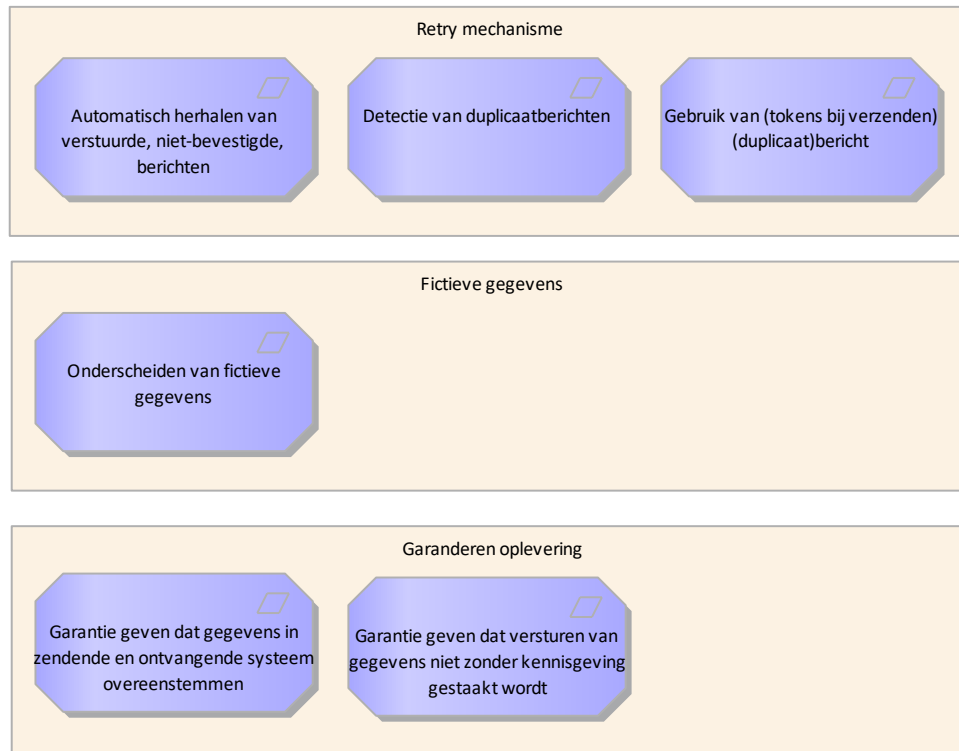 Retry mechanisme
Automatisch herhalen van
verstuurde, niet-bevestigde,
berichten
Detectie van duplicaatberichten
Gebruik van (tokens bij verzenden)
(duplicaat)bericht
Fictieve gegevens
Onderscheiden van fictieve
gegevens
Garanderen oplevering
Garantie geven dat gegevens in
zendende en ontvangende systeem
overeenstemmen
Garantie geven dat versturen van
gegevens niet zonder kennisgeving
gestaakt wordt